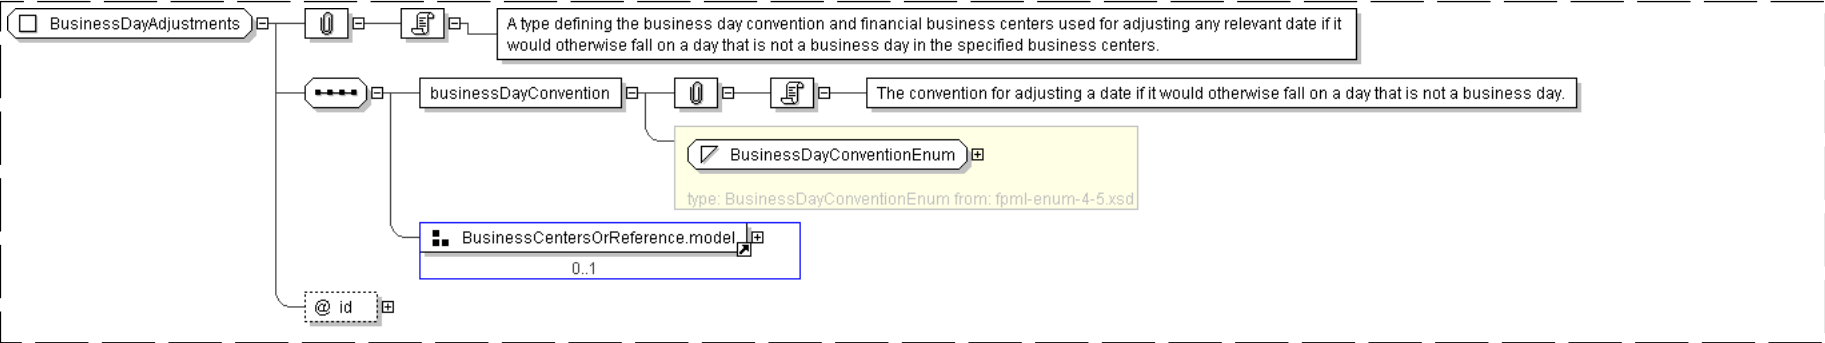 BusinessDayAdjustments
A type defining the business day convention and financial business centers used for adjusting any relevant date if it
would otherwise fall on a day that is not a business day in the specified business centers.
businessDayConvention
The convention for adjusting a date if it would otherwise fall on a day that is not a business day.
BusinessDayConventionEnum
type: BusinessDayConventionEnum from: fpml-enum-4-5.xsd
BusinessCentersOrReference.model
0..1
@ id